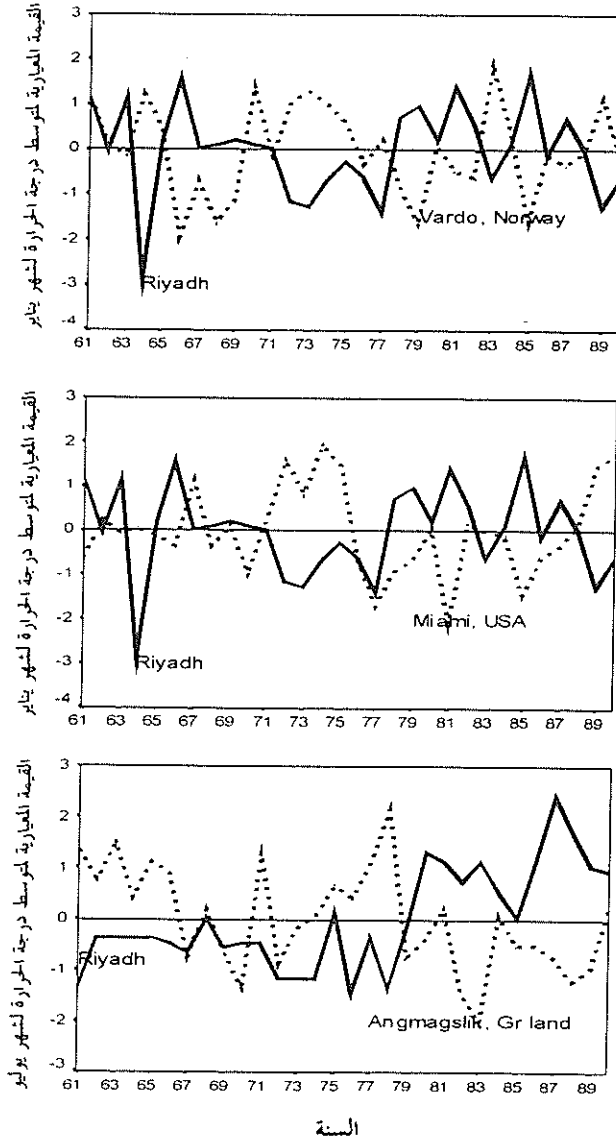 القيمة المعيارية لمتوسط درجة الحرارة لشهر يناير
3
2
1
0
-1
-2
-3
-4
Vardo, Norway
Riyadh
61 63 65 67 69 71 73 75 77 79 81 83 85 87 89
القيمة المعيارية لمتوسط درجة الحرارة لشهر يناير
3
2
1
0
-1
-2
-3
-4
Miami, USA
Riyadh
61 63 65 67 69 71 73 75 77 79 81 83 85 87 89
القيمة المعيارية لمتوسط درجة الحرارة لشهر يوليو
3
2
1
0
-1
-2
-3
Riyadh
Angmagslik, Gr land
61 63 65 67 69 71 73 75 77 79 81 83 85 87 89
السنة